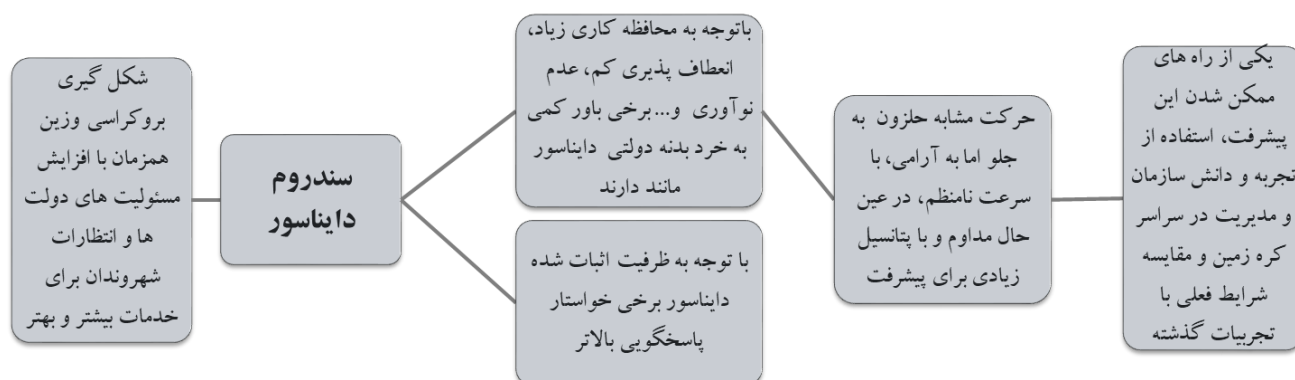 شکل گیری
بروکراسی وزین
همزمان با افزایش
مسئولیت های دولت
ها و انتظارات
شهروندان برای
خدمات بیشتر و بهتر
سندروم
دایناسور
باتوجه به محافظه کاری زیاد،
انعطاف پذیری کم، عدم
نوآوری و... برخی باور کمی
به خرد بدنه دولتی دایناسور
مانند دارند
با توجه به ظرفیت اثبات شده
دایناسور برخی خواستار
پاسخگویی بالاتر
حرکت مشابه حلزون به
جلو اما به آرامی، با
سرعت نامنظم، در عین
حال مداوم و با پتانسیل
زیادی برای پیشرفت
یکی از راه های
ممکن شدن این
پیشرفت، استفاده از
تجربه و دانش سازمان
و مدیریت در سراسر
کره زمین و مقایسه
شرایط فعلی با
تجربیات گذشته